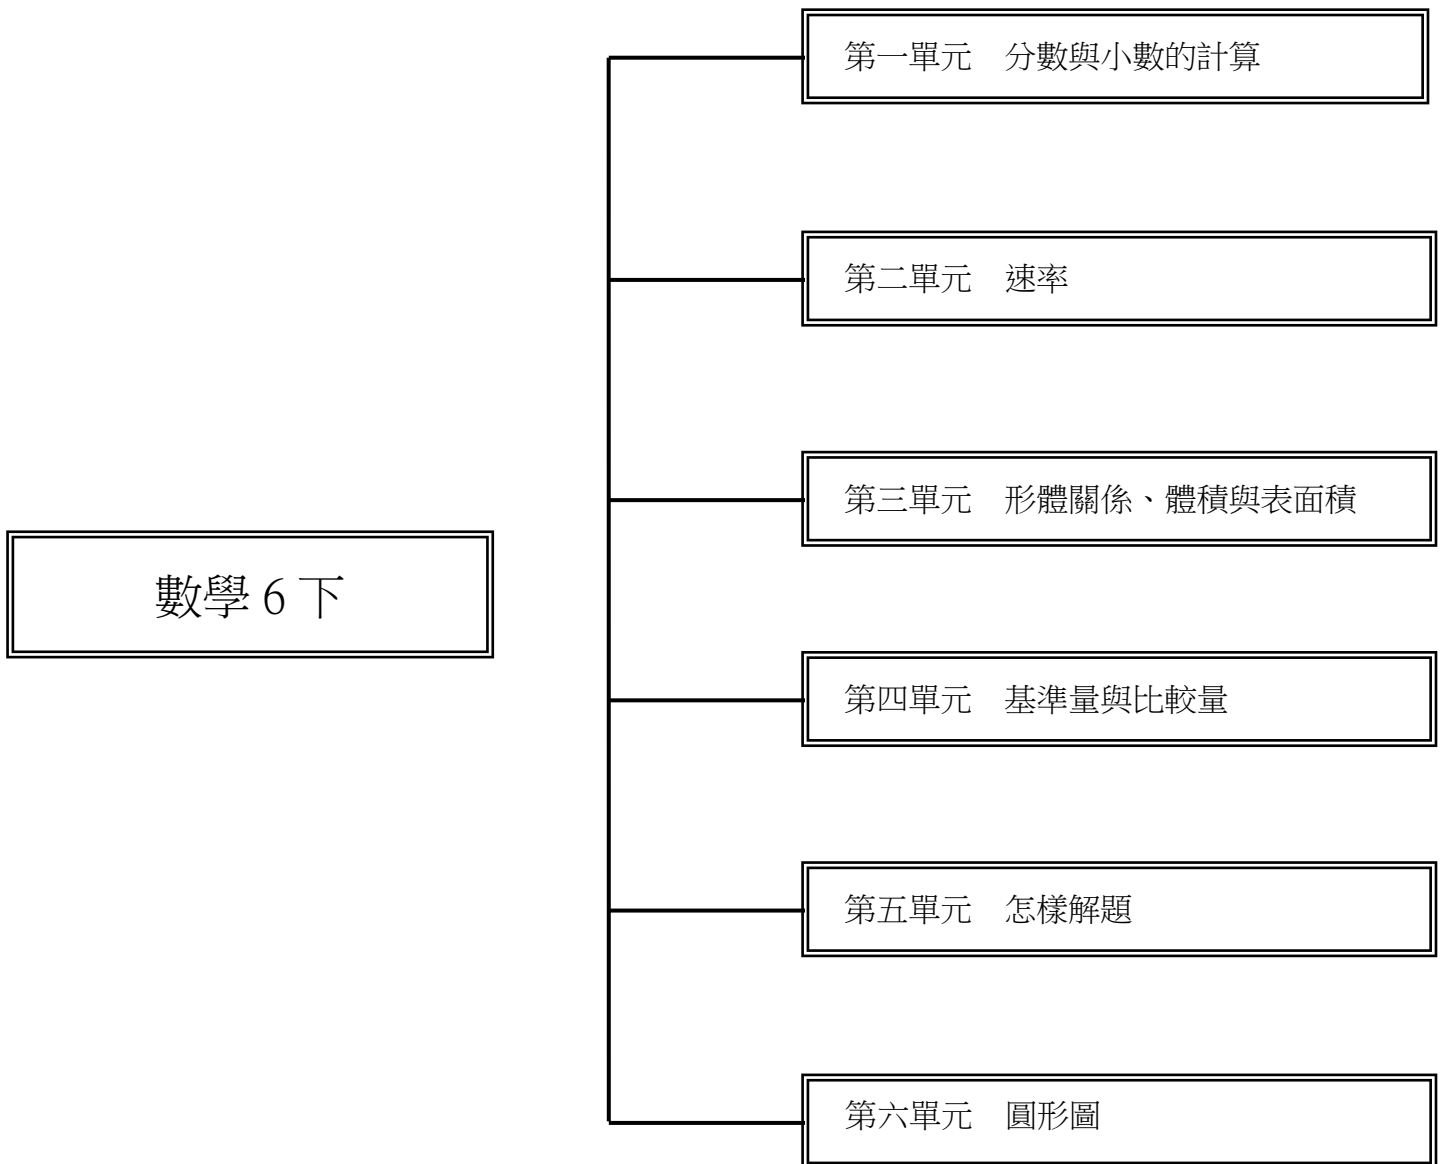 第一單元　分數與小數的計算
第二單元　速率
第三單元　形體關係、體積與表面積
數學 6 下
第四單元　基準量與比較量
第五單元　怎樣解題
第六單元　圓形圖